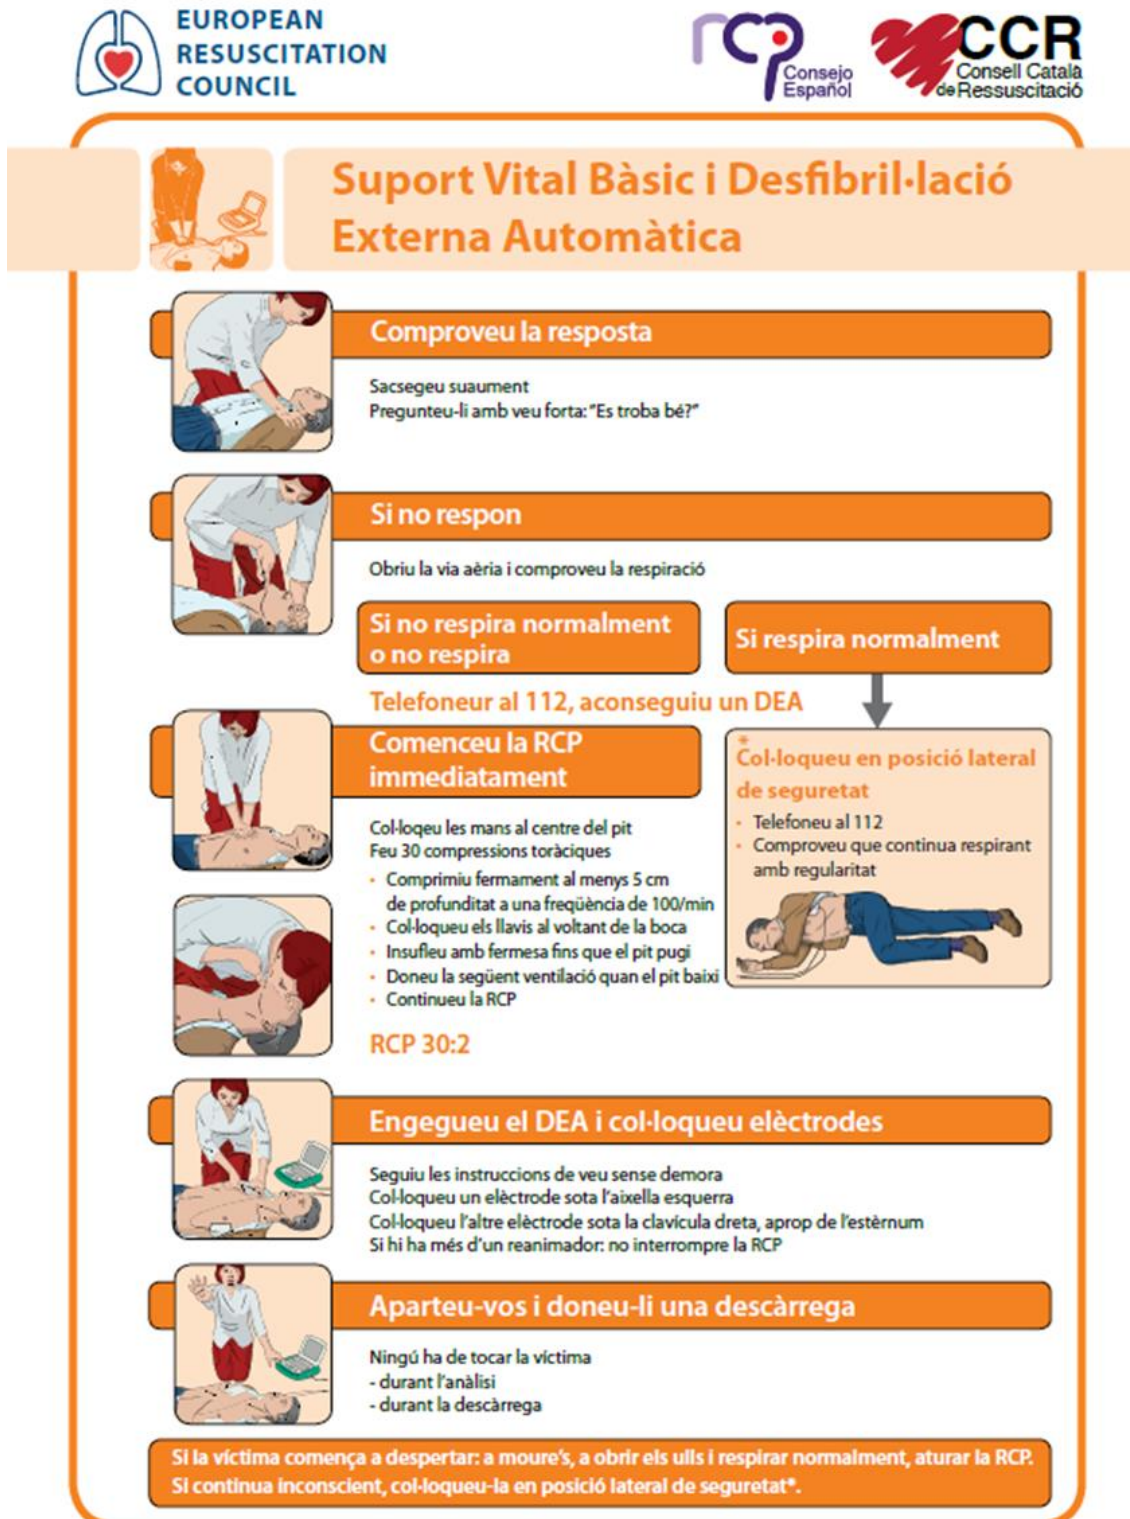 EUROPEAN
RESUSCITATION
COUNCIL
rcp
Consejo
Español
CCR
Consell Català
de Ressuscitació
Suport Vital Bàsic i Desfibril·lació
Externa Automàtica
Comproveu la resposta
Sacsegeu suaument
Pregunteu-li amb veu forta: “Es troba bé?”
Si no respon
Obriu la via aèria i comproveu la respiració
Si no respira normalment
o no respira
Si respira normalment
Telefoneur al 112, aconseguiu un DEA
Comenceu la RCP
immediatament
Col·loqeu les mans al centre del pit
Feu 30 compressions toràciques
• Comprimiu fermament al menys 5 cm
de profunditat a una freqüència de 100/min
• Col·loqueu els llavis al voltant de la boca
• Insufleu amb fermesa fins que el pit pugi
• Doneu la següent ventilació quan el pit baixi
• Continueu la RCP
RCP 30:2
*
Col·loqueu en posició lateral
de seguretat
• Telefoneu al 112
• Comproveu que continua respirant
amb regularitat
Engegueu el DEA i col·loqueu elèctrodes
Seguiu les instruccions de veu sense demora
Col·loqueu un elèctrode sota l’aixella esquerra
Col·loqueu l’altre elèctrode sota la clavícula dreta, aprop de l’estèrnum
Si hi ha més d’un reanimador: no interrompre la RCP
Aparteu-vos i doneu-li una descàrrega
Ningú ha de tocar la víctima
- durant l’anàlisi
- durant la descàrrega
Si la víctima comença a despertar: a moure’s, a obrir els ulls i respirar normalment, aturar la RCP.
Si continua inconscient, col·loqueu-la en posició lateral de seguretat*.